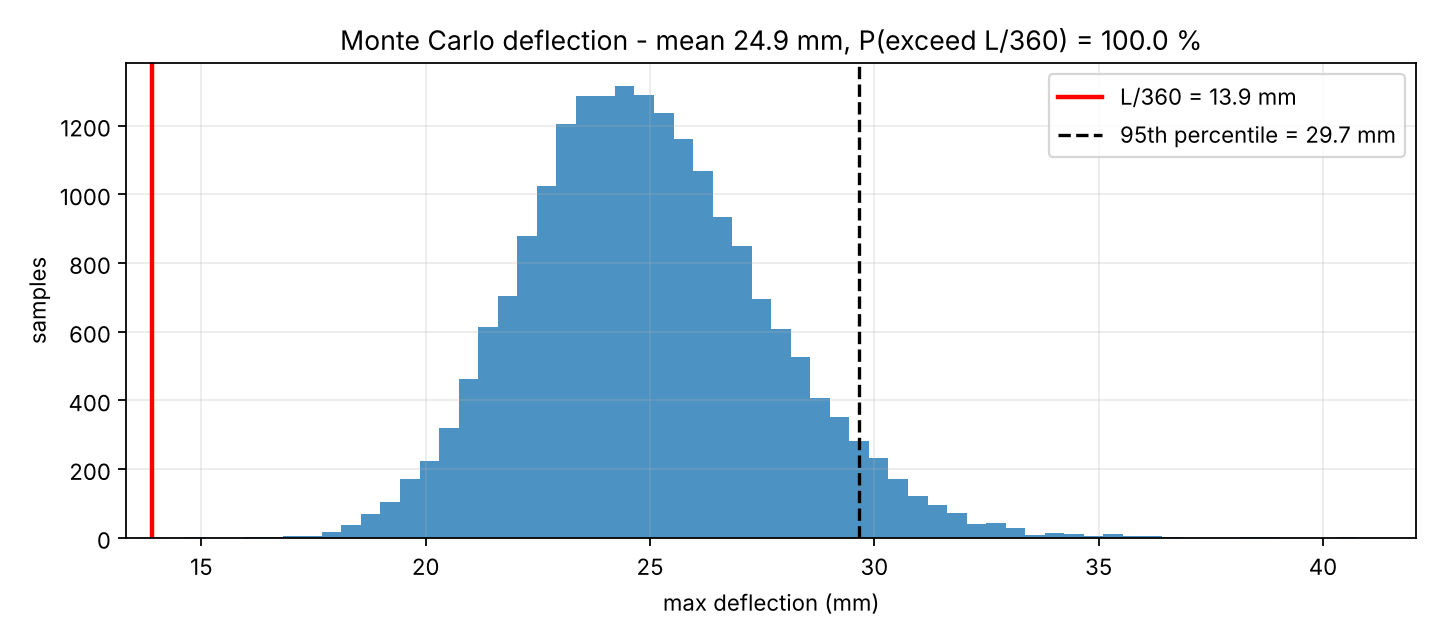 Monte Carlo deflection - mean 24.9 mm, P(exceed L/360) = 100.0 %
L/360 = 13.9 mm
95th percentile = 29.7 mm
1200
1000
800
600
400
200
0
samples
15 20 25 30 35 40
max deflection (mm)